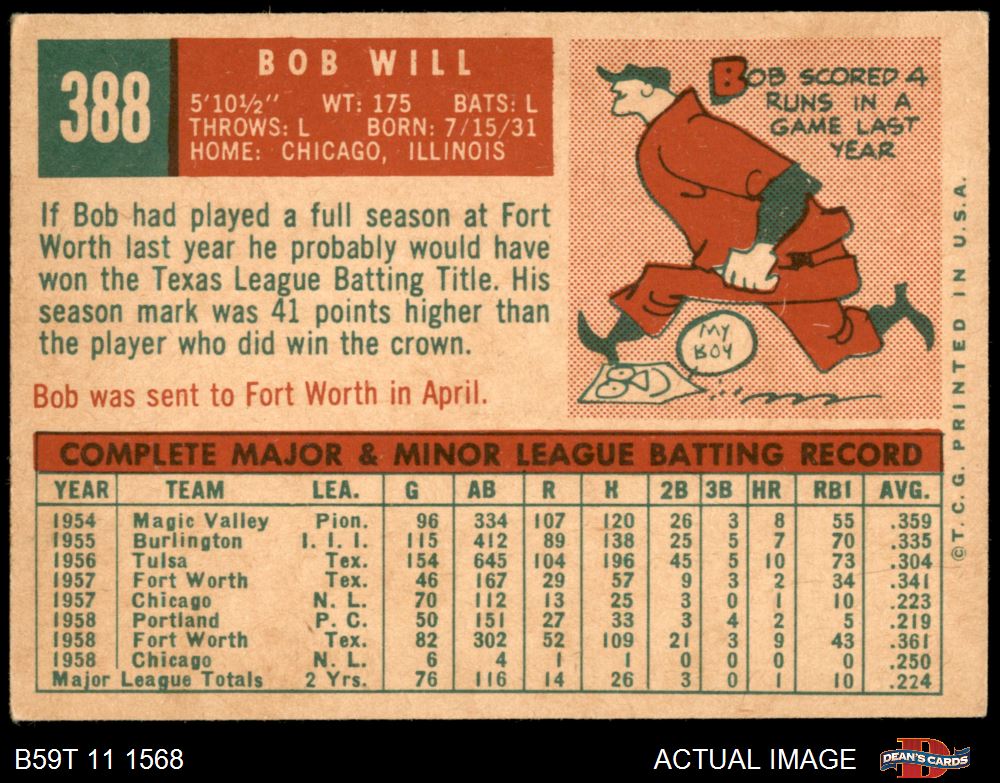 388
BOB WILL
5'10½" WT: 175 BATS: L
THROWS: L BORN: 7/15/31
HOME: CHICAGO, ILLINOIS
BOB SCORED 4
RUNS IN A
GAME LAST
YEAR
MY
BOY
If Bob had played a full season at Fort
Worth last year he probably would have
won the Texas League Batting Title. His
season mark was 41 points higher than
the player who did win the crown.
Bob was sent to Fort Worth in April.
COMPLETE MAJOR & MINOR LEAGUE BATTING RECORD
YEAR TEAM LEA. G AB R H 2B 3B HR RBI AVG.
1954 Magic Valley Pion. 96 334 107 120 26 3 8 55 .359
1955 Burlington I. I. I. 115 412 89 138 25 5 7 70 .335
1956 Tulsa Tex. 154 645 104 196 45 5 10 73 .304
1957 Fort Worth Tex. 46 167 29 57 9 3 2 34 .341
1957 Chicago N. L. 70 112 13 25 3 0 1 10 .223
1958 Portland P. C. 50 151 27 33 3 4 2 5 .219
1958 Fort Worth Tex. 82 302 52 109 21 3 9 43 .361
1958 Chicago N. L. 6 4 1 1 0 0 0 0 .250
Major League Totals 2 Yrs. 76 116 14 26 3 0 1 10 .224
©T. C. G. PRINTED IN U.S.A.
B59T 11 1568
ACTUAL IMAGE
DEAN'S CARDS